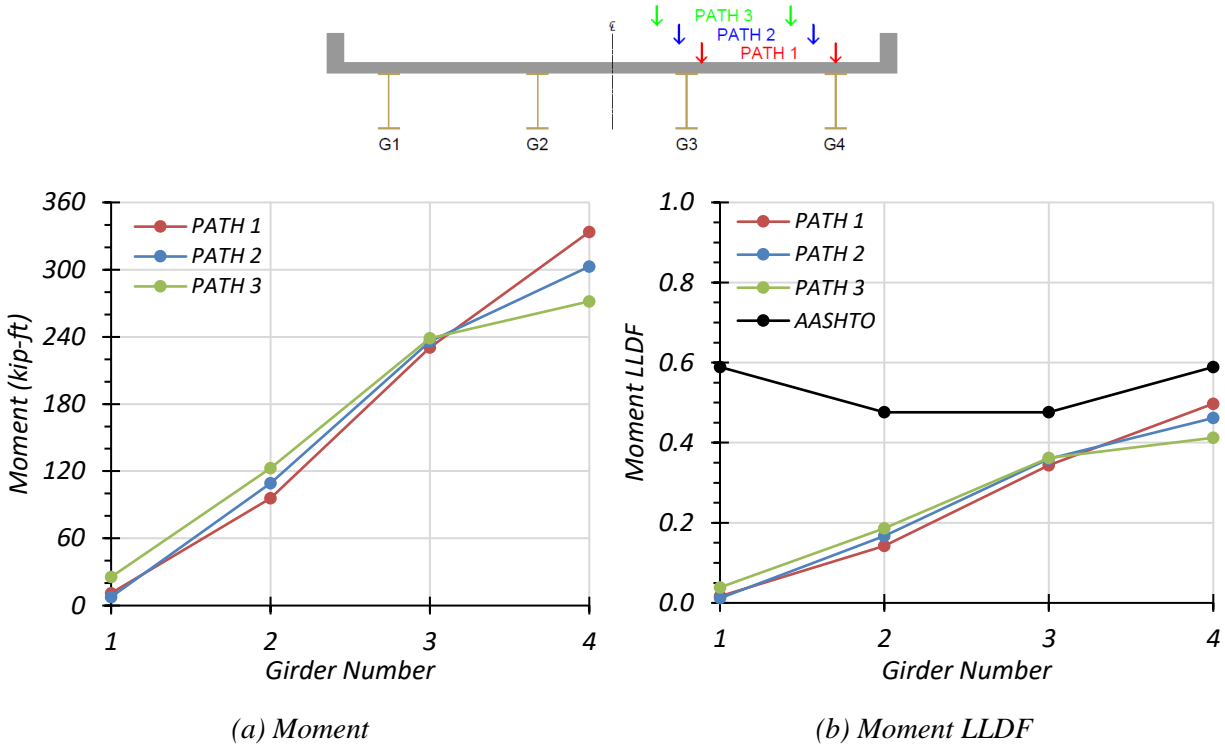 PATH 3
℄
PATH 2
PATH 1
G1 G2 G3 G4
360
300
240
180
120
60
0
1 2 3 4
Moment (kip-ft)
Girder Number
PATH 1
PATH 2
PATH 3
(a) Moment
1.0
0.8
0.6
0.4
0.2
0.0
1 2 3 4
Moment LLDF
Girder Number
PATH 1
PATH 2
PATH 3
AASHTO
(b) Moment LLDF